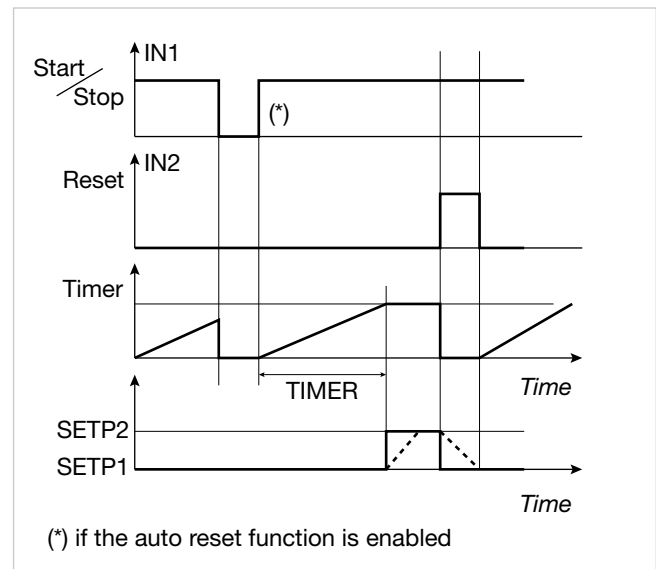 IN1
Start
Stop
(*)
IN2
Reset
Timer
TIMER
Time
SETP2
SETP1
Time
(*) if the auto reset function is enabled